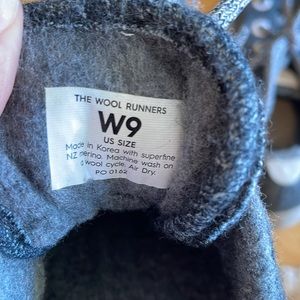 THE WOOL RUNNERS
W9
US SIZE
Made in Korea with superfine
NZ merino. Machine wash on
wool cycle. Air Dry.
PO 0162